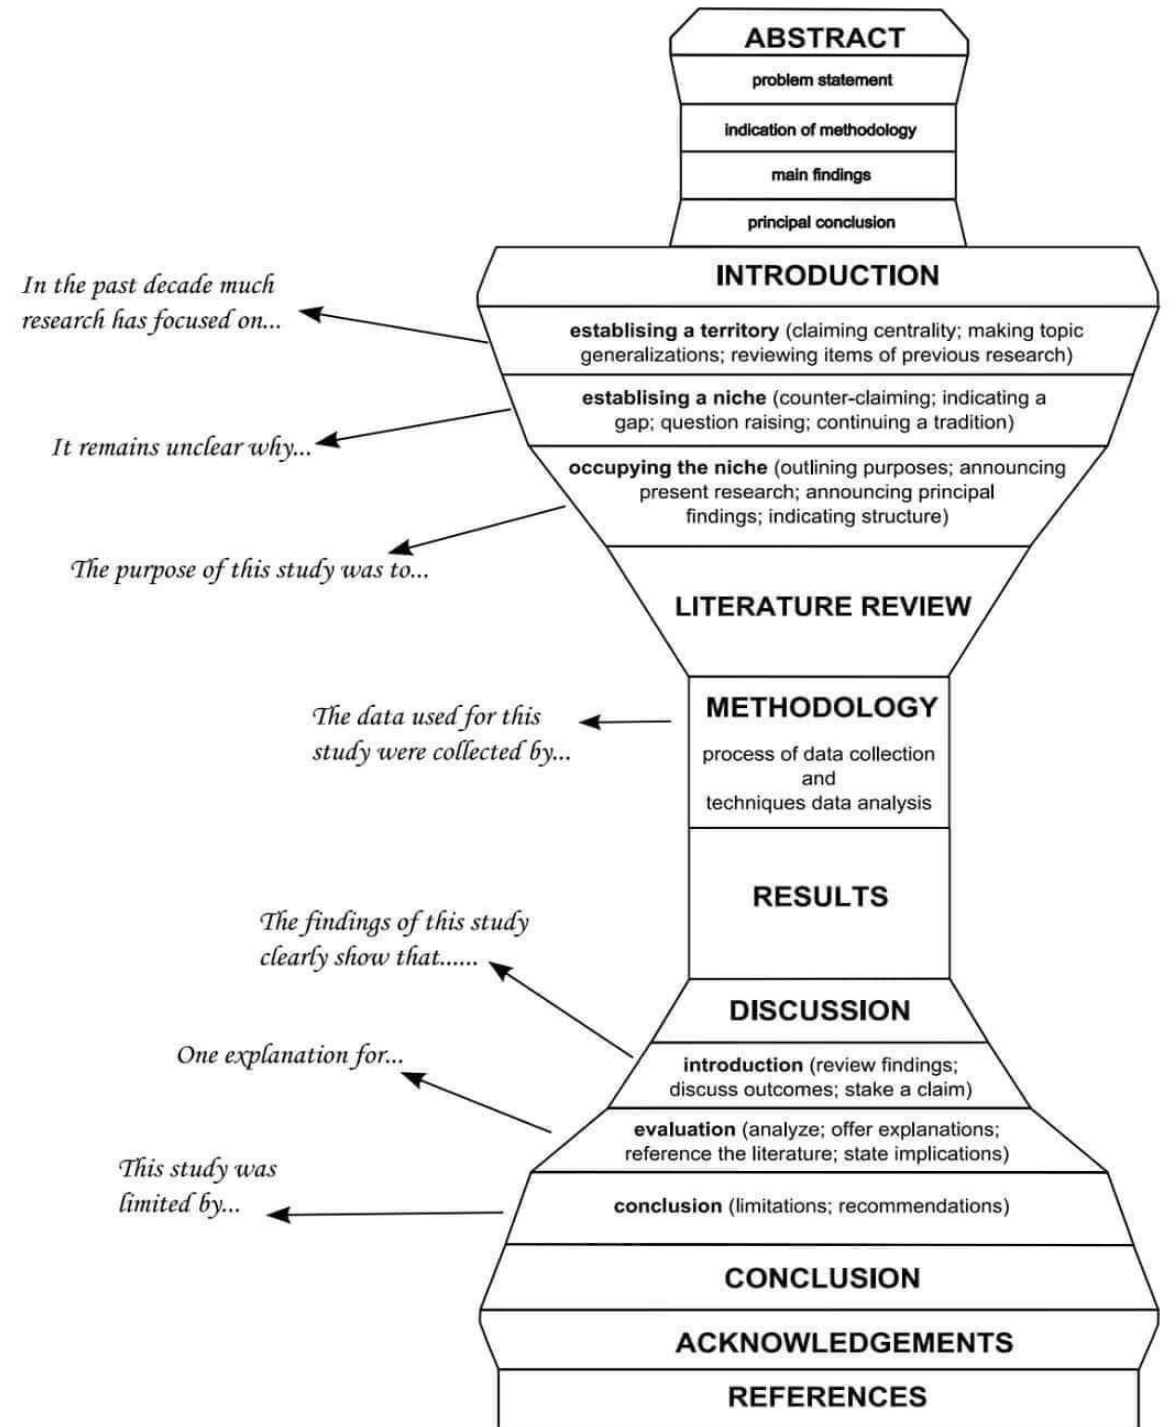 ABSTRACT
problem statement
indication of methodology
main findings
principal conclusion
INTRODUCTION
In the past decade much
research has focused on...
establising a territory (claiming centrality; making topic
generalizations; reviewing items of previous research)
establising a niche (counter-claiming; indicating a
gap; question raising; continuing a tradition)
It remains unclear why...
occupying the niche (outlining purposes; announcing
present research; announcing principal
findings; indicating structure)
The purpose of this study was to...
LITERATURE REVIEW
METHODOLOGY
The data used for this
study were collected by...
process of data collection
and
techniques data analysis
RESULTS
The findings of this study
clearly show that......
DISCUSSION
introduction (review findings;
discuss outcomes; stake a claim)
One explanation for...
evaluation (analyze; offer explanations;
reference the literature; state implications)
This study was
limited by...
conclusion (limitations; recommendations)
CONCLUSION
ACKNOWLEDGEMENTS
REFERENCES